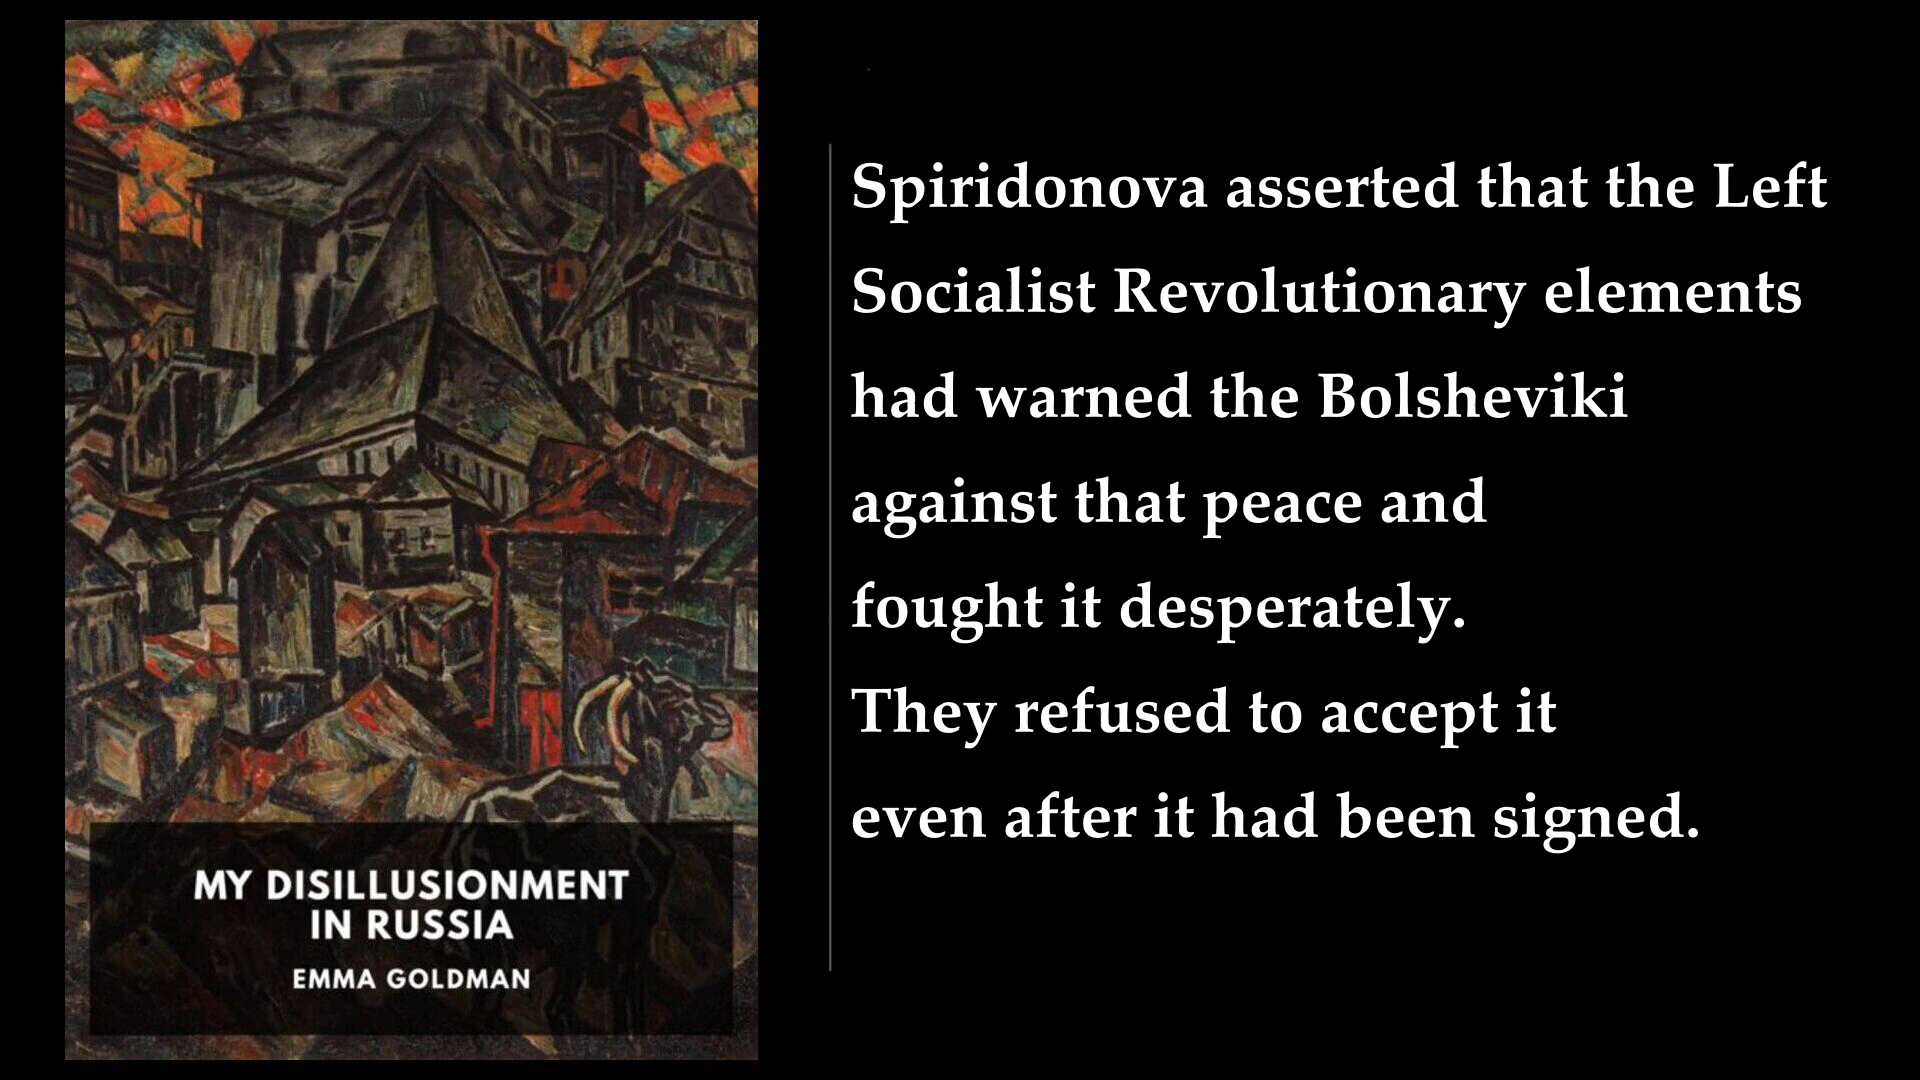 MY DISILLUSIONMENT
IN RUSSIA
EMMA GOLDMAN
Spiridonova asserted that the Left
Socialist Revolutionary elements
had warned the Bolsheviki
against that peace and
fought it desperately.
They refused to accept it
even after it had been signed.